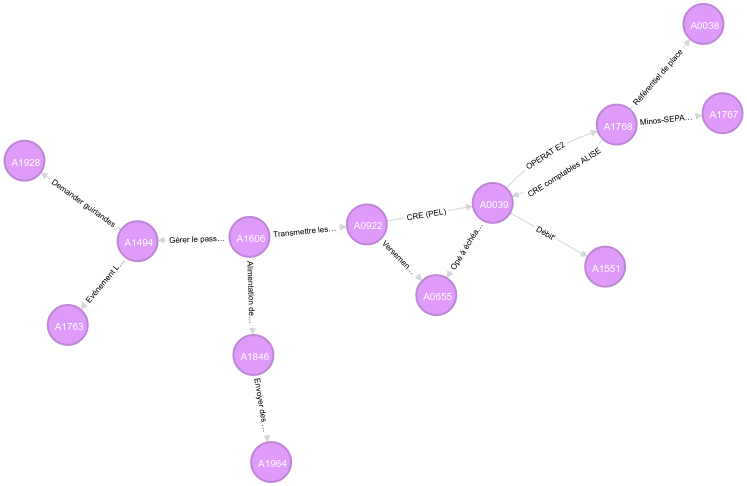 A0038
Référentiel de place
A1768
Minos-SEPA…
A1767
OPERAT E2
CRE comptables ALISE
A1928
Demander guirlandes
A0039
A0922
CRE (PEL)
A1606
Transmettre les…
A1494
Gérer le pass…
Débit'
Versemen…
Opé à échéa…
A1551
Evénement L…
Alimentation de…
A0655
A1763
A1846
Envoyer des …
A1964